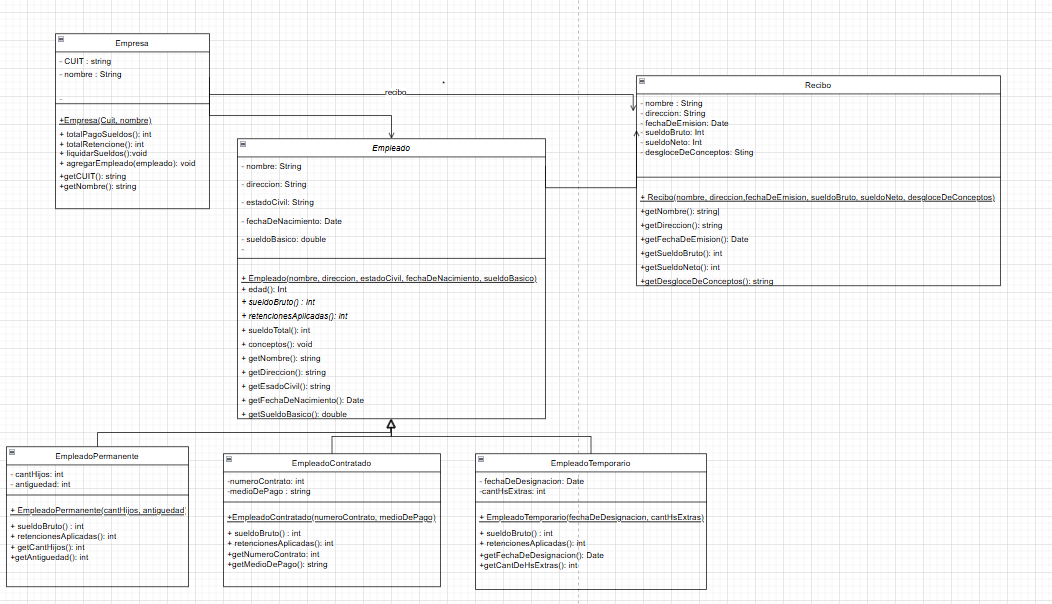 Empresa
- CUIT : string
- nombre : String
-
+Empresa(Cuit, nombre)
+ totalPagoSueldos(): int
+ totalRetencione(): int
+ liquidarSueldos():void
+ agregarEmpleado(empleado): void
+getCUIT(): string
+getNombre(): string
*
recibo
Recibo
- nombre : String
- direccion: String
- fechaDeEmision: Date
- sueldoBruto: Int
- sueldoNeto: Int
- desgloceDeConceptos: Sting
+ Recibo(nombre, direccion,fechaDeEmision, sueldoBruto, sueldoNeto, desgloceDeConceptos)
+getNombre(): string|
+getDireccion(): string
+getFechaDeEmision(): Date
+getSueldoBruto(): int
+getSueldoNeto(): int
+getDesgloceDeConceptos(): string
Empleado
- nombre: String
- direccion: String
- estadoCivil: String
- fechaDeNacimiento: Date
- sueldoBasico: double
-
+ Empleado(nombre, direccion, estadoCivil, fechaDeNacimiento, sueldoBasico)
+ edad(): Int
+ sueldoBruto() : int
+ retencionesAplicadas(): int
+ sueldoTotal(): int
+ conceptos(): void
+ getNombre(): string
+ getDireccion(): string
+ getEsadoCivil(): string
+ getFechaDeNacimiento(): Date
+ getSueldoBasico(): double
EmpleadoPermanente
- cantHijos: int
- antiguedad: int
+ EmpleadoPermanente(cantHijos, antiguedad)
+ sueldoBruto() : int
+ retencionesAplicadas(): int
+ getCantHijos(): int
+getAntiguedad(): int
EmpleadoContratado
-numeroContrato: int
-medioDePago : string
+EmpleadoContratado(numeroContrato, medioDePago)
+ sueldoBruto() : int
+ retencionesAplicadas(): int
+getNumeroContrato: int
+getMedioDePago(): string
EmpleadoTemporario
- fechaDeDesignacion: Date
-cantHsExtras: int
+ EmpleadoTemporario(fechaDeDesignacion, cantHsExtras)
+ sueldoBruto() : int
+ retencionesAplicadas(): int
+getFechaDeDesignacion(): Date
+getCantDeHsExtras(): int